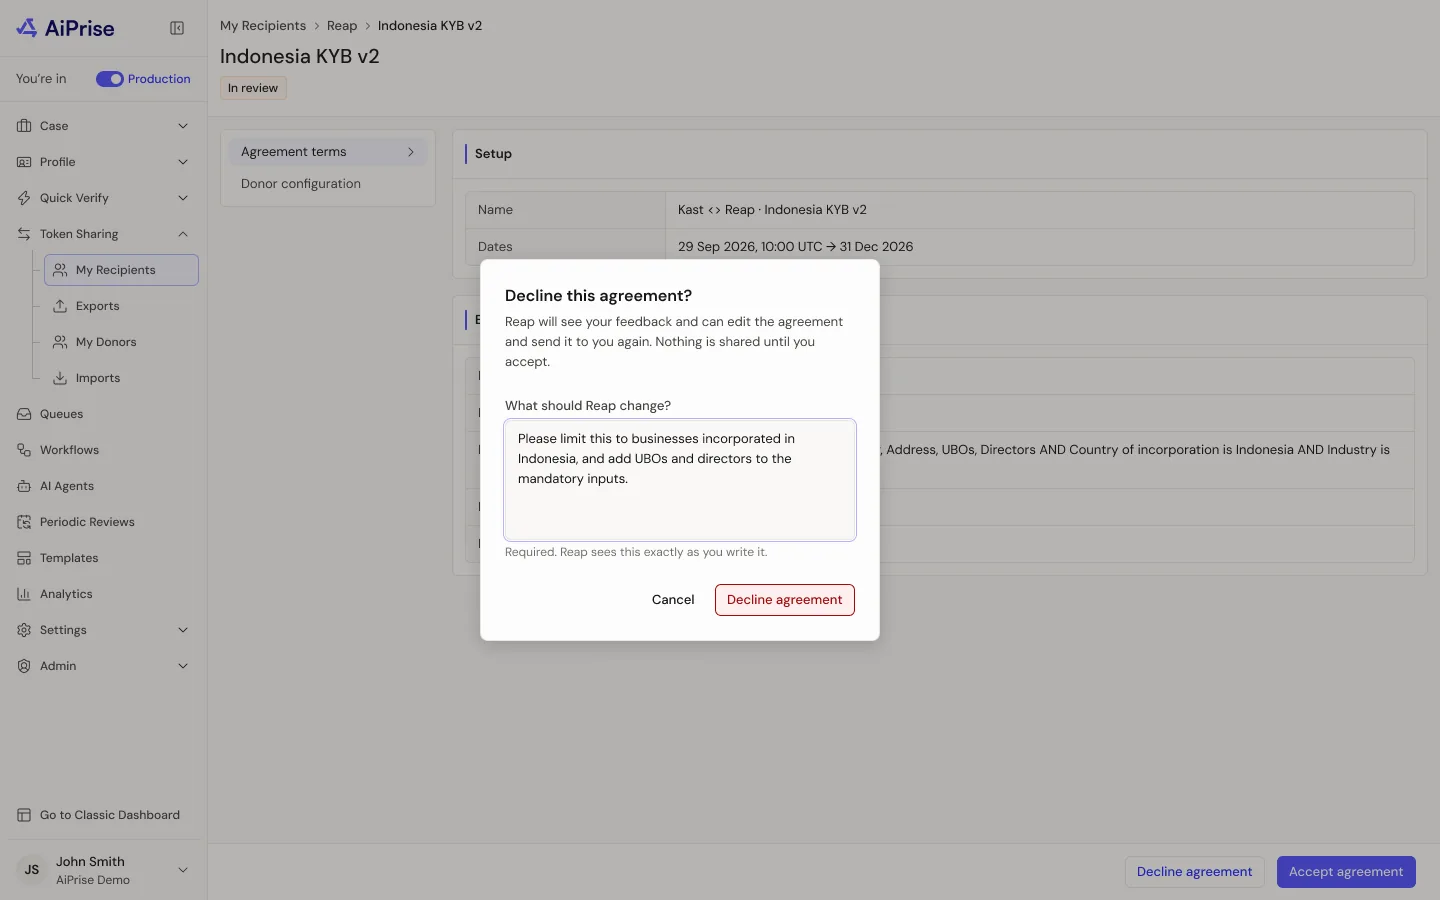 AiPrise
You're in
Production
Case
Profile
Quick Verify
Token Sharing
My Recipients
Exports
My Donors
Imports
Queues
Workflows
AI Agents
Periodic Reviews
Templates
Analytics
Settings
Admin
Go to Classic Dashboard
JS
John Smith
AiPrise Demo
My Recipients > Reap > Indonesia KYB v2
Indonesia KYB v2
In review
Agreement terms
Donor configuration
Setup
Name
Kast <> Reap · Indonesia KYB v2
Dates
29 Sep 2026, 10:00 UTC → 31 Dec 2026
Address, UBOs, Directors AND Country of incorporation is Indonesia AND Industry is
Decline this agreement?
Reap will see your feedback and can edit the agreement
and send it to you again. Nothing is shared until you
accept.
What should Reap change?
Please limit this to businesses incorporated in
Indonesia, and add UBOs and directors to the
mandatory inputs.
Required. Reap sees this exactly as you write it.
Cancel
Decline agreement
Decline agreement
Accept agreement